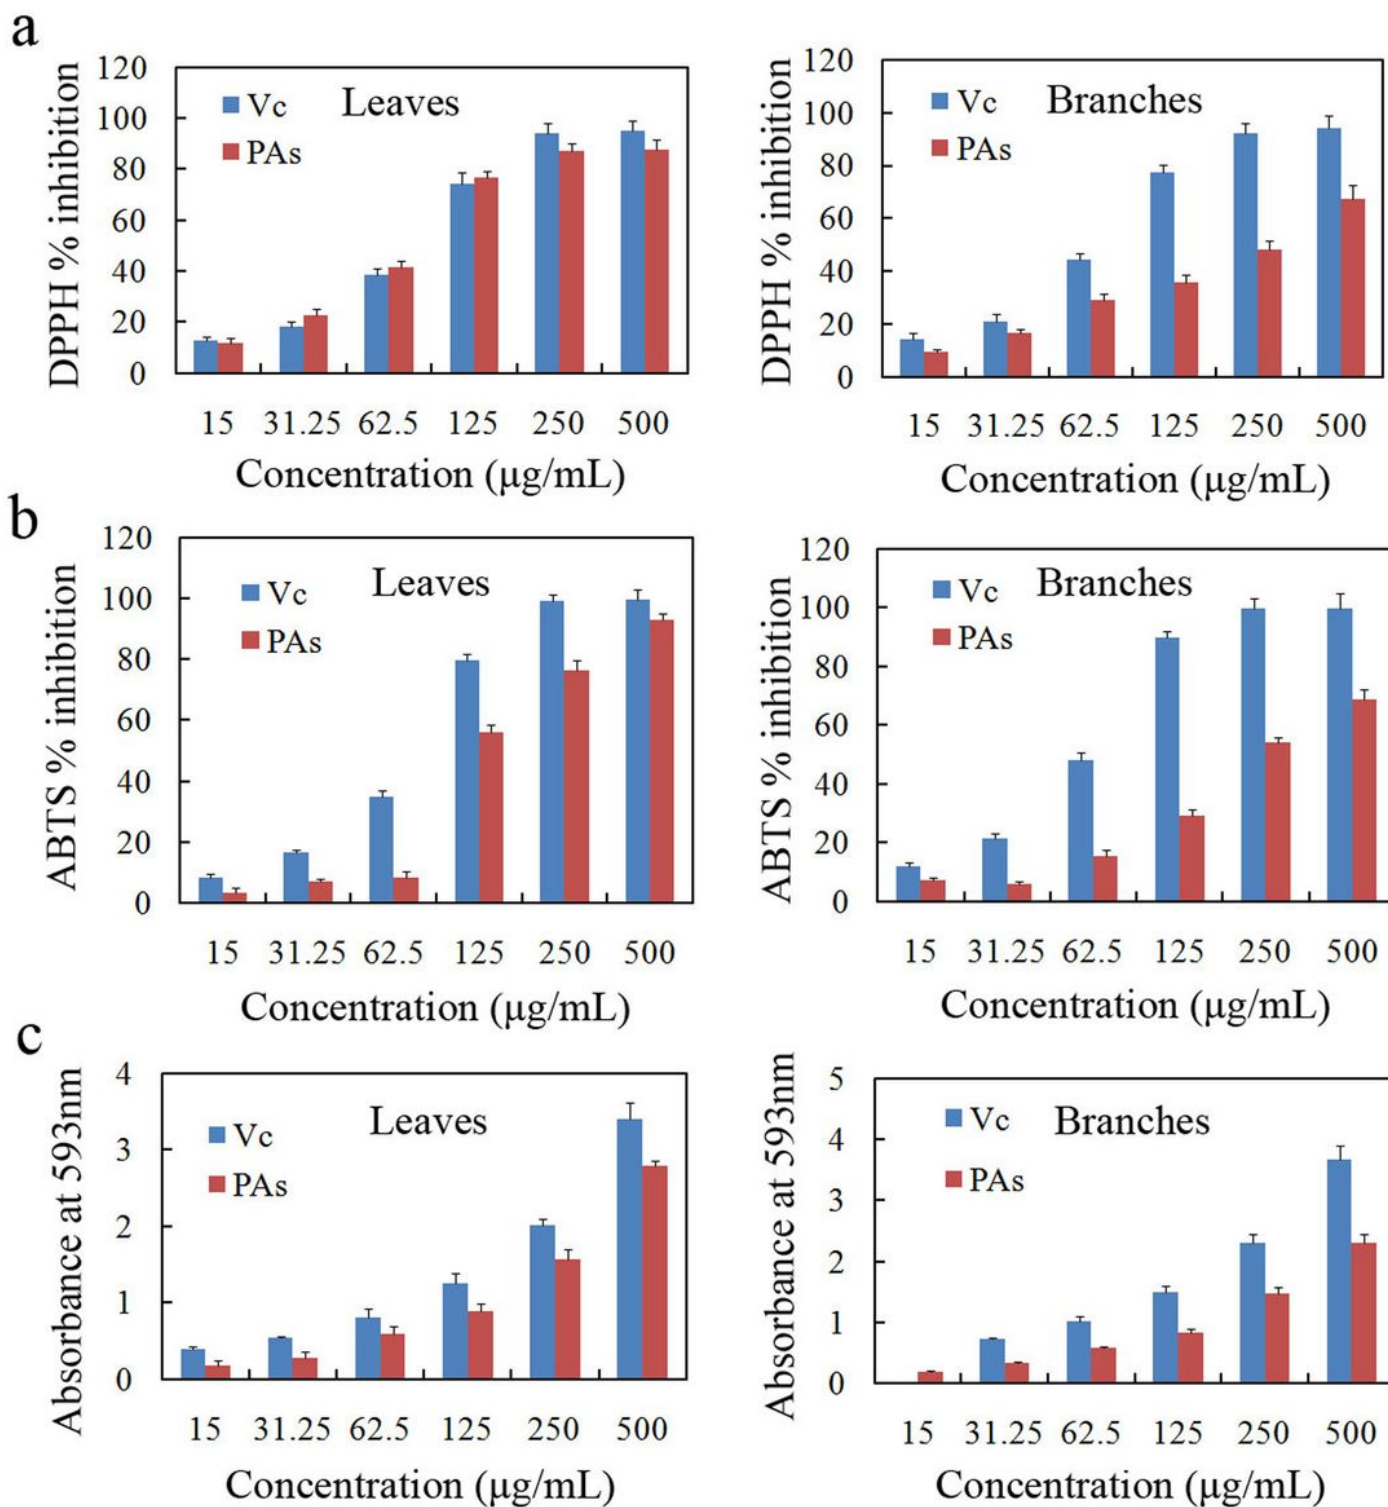 a
DPPH % inhibition
120
100
80
60
40
20
0
Vc
PAs
Leaves
15 31.25 62.5 125 250 500
Concentration (μg/mL)
DPPH % inhibition
120
100
80
60
40
20
0
Vc
PAs
Branches
15 31.25 62.5 125 250 500
Concentration (μg/mL)
b
ABTS % inhibition
120
100
80
60
40
20
0
Vc
PAs
Leaves
15 31.25 62.5 125 250 500
Concentration (μg/mL)
ABTS % inhibition
120
100
80
60
40
20
0
Vc
PAs
Branches
15 31.25 62.5 125 250 500
Concentration (μg/mL)
c
Absorbance at 593nm
4
3
2
1
0
Vc
PAs
Leaves
15 31.25 62.5 125 250 500
Concentration (μg/mL)
Absorbance at 593nm
5
4
3
2
1
0
Vc
PAs
Branches
15 31.25 62.5 125 250 500
Concentration (μg/mL)